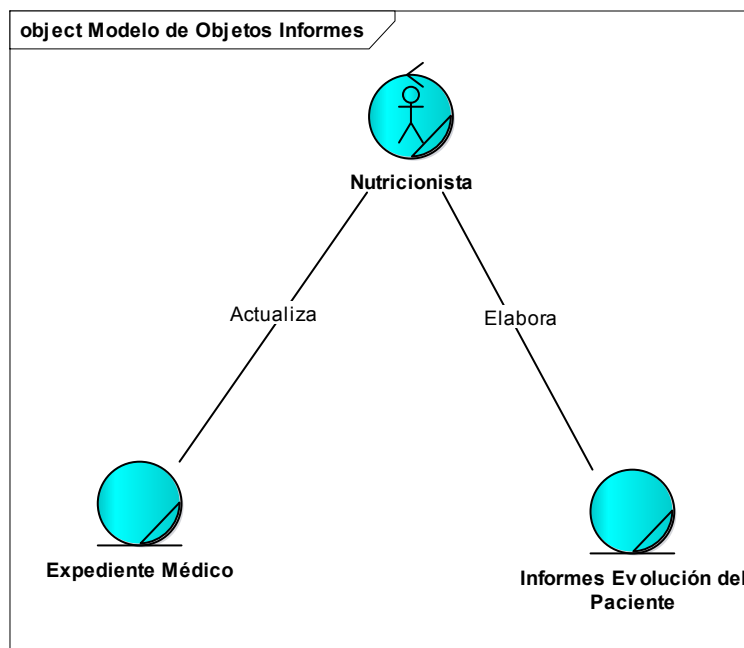 object Modelo de Objetos Informes
Nutricionista
Actualiza
Elabora
Expediente Médico
Informes Evolución del
Paciente